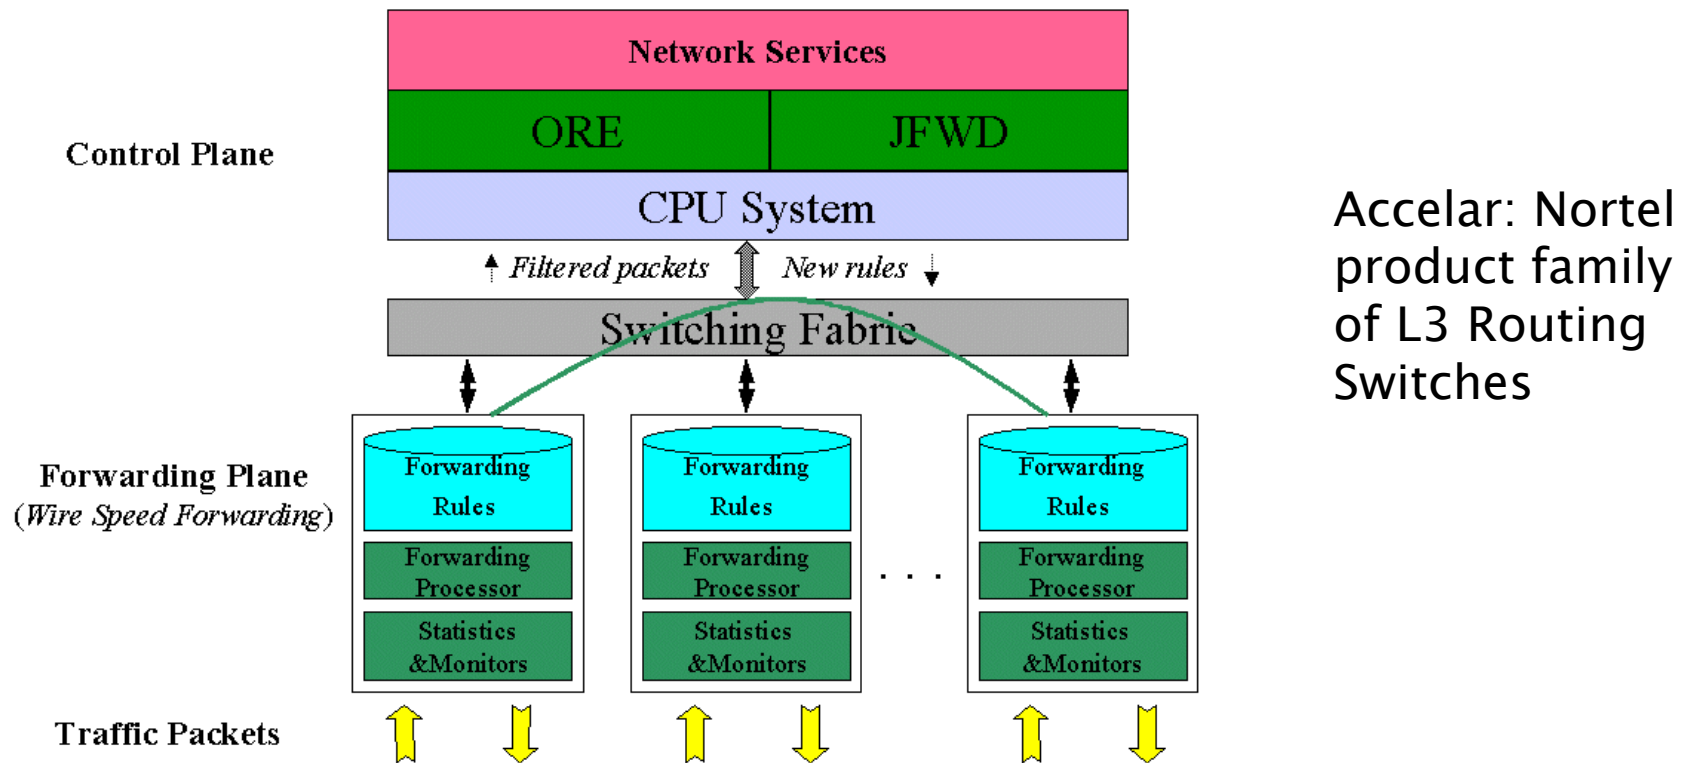 Network Services
ORE
JFWD
Control Plane
CPU System
Filtered packets
New rules
Switching Fabric
Accelar: Nortel
product family
of L3 Routing
Switches
Forwarding Plane
(Wire Speed Forwarding)
Forwarding
Rules
Forwarding
Processor
Statistics
&Monitors
Forwarding
Rules
Forwarding
Processor
Statistics
&Monitors
. . .
Forwarding
Rules
Forwarding
Processor
Statistics
&Monitors
Traffic Packets